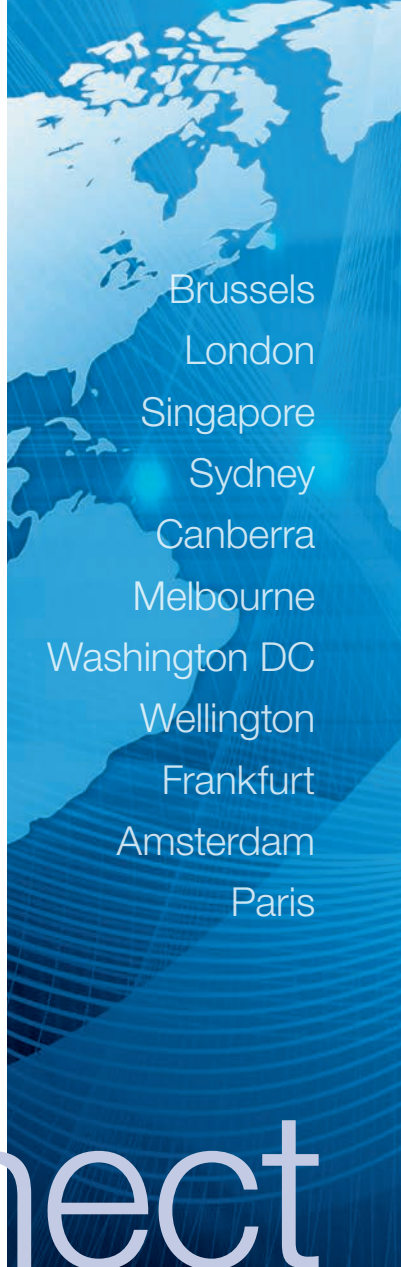 Brussels
London
Singapore
Sydney
Canberra
Melbourne
Washington DC
Wellington
Frankfurt
Amsterdam
Paris
nect